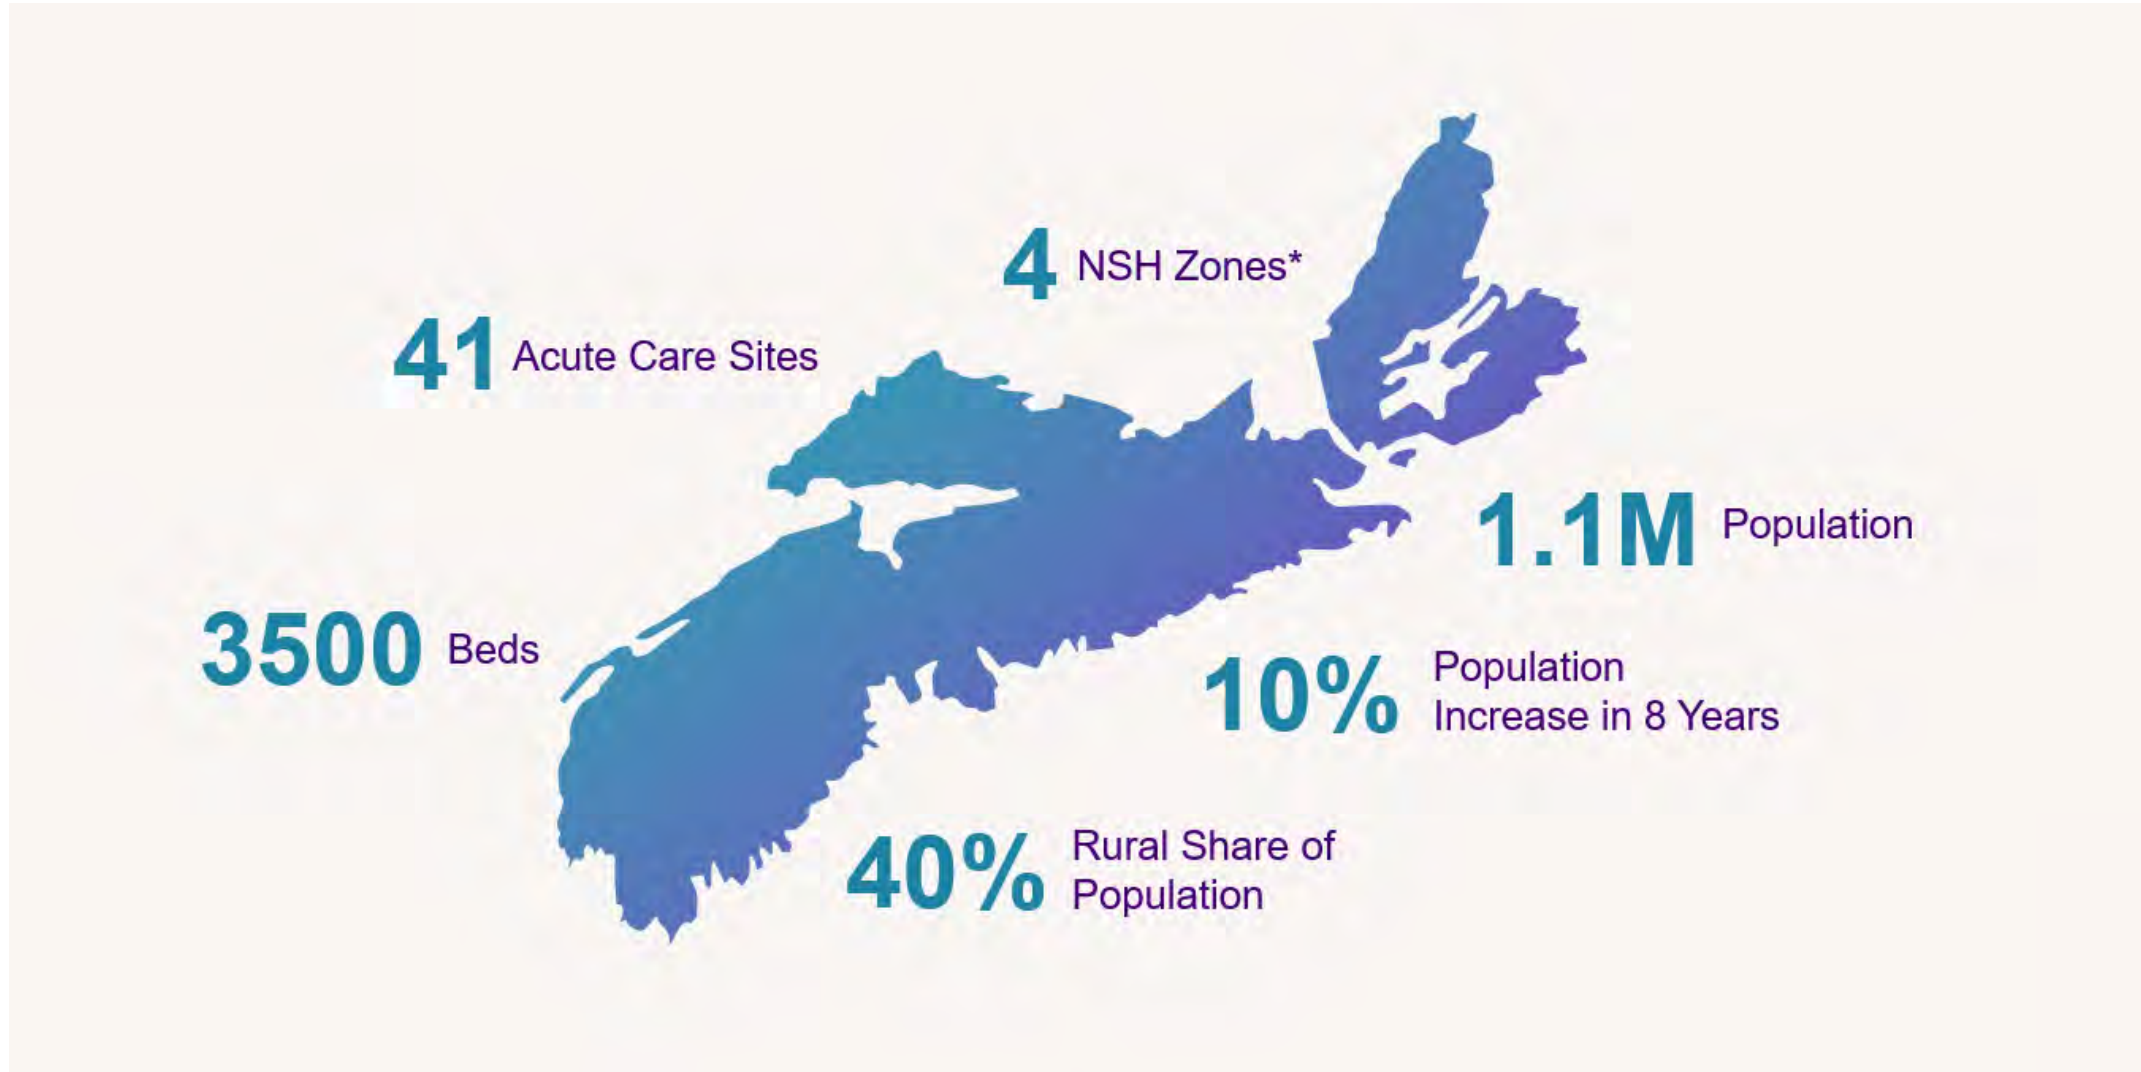 4 NSH Zones*
41 Acute Care Sites
1.1M Population
3500 Beds
10% Population
Increase in 8 Years
40% Rural Share of
Population